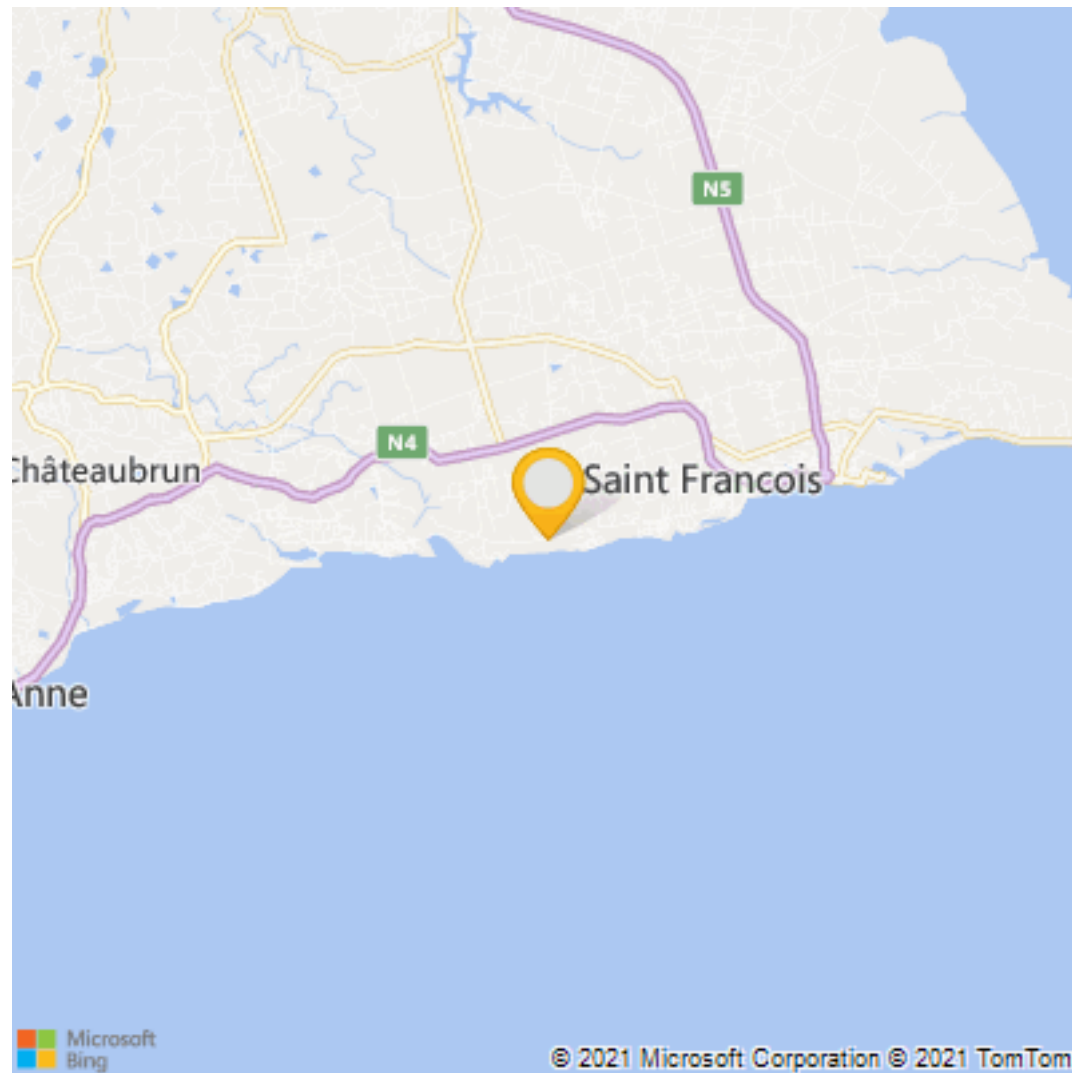 N5
N4
Châteaubrun
Saint Francois
Anne
Microsoft
Bing
© 2021 Microsoft Corporation © 2021 TomTom